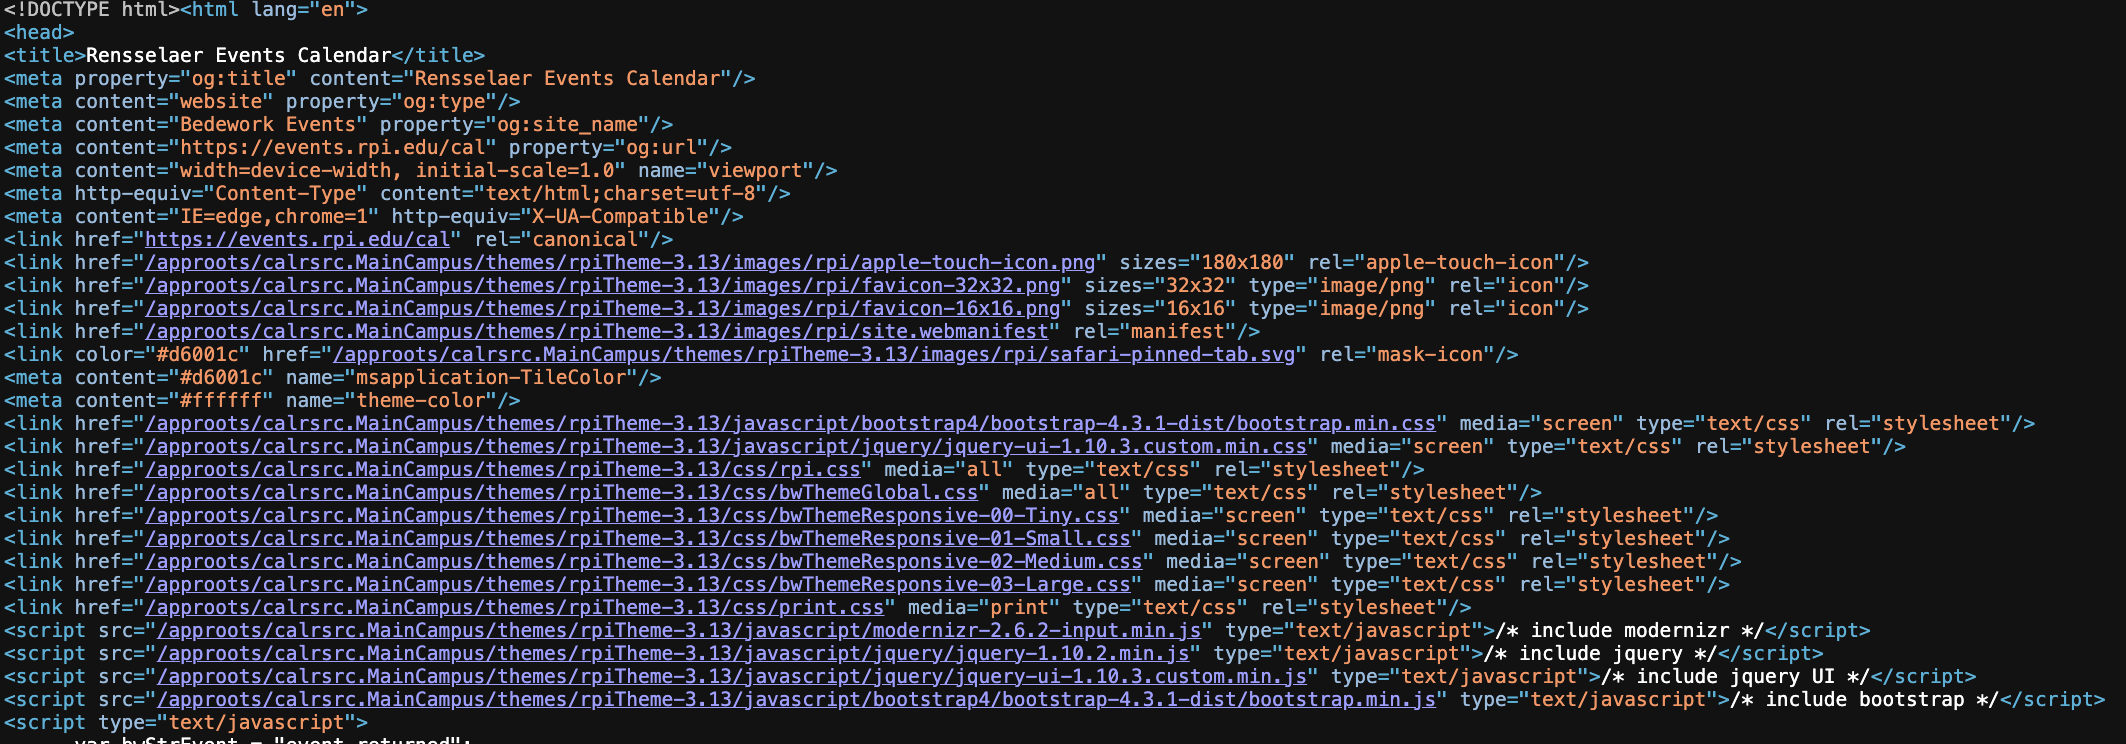 <!DOCTYPE html><html lang="en">
<head>
<title>Rensselaer Events Calendar</title>
<meta property="og:title" content="Rensselaer Events Calendar"/>
<meta content="website" property="og:type"/>
<meta content="Bedework Events" property="og:site_name"/>
<meta content="https://events.rpi.edu/cal" property="og:url"/>
<meta content="width=device-width, initial-scale=1.0" name="viewport"/>
<meta http-equiv="Content-Type" content="text/html;charset=utf-8"/>
<meta content="IE=edge,chrome=1" http-equiv="X-UA-Compatible"/>
<link href="https://events.rpi.edu/cal" rel="canonical"/>
<link href="/approots/calrsrc.MainCampus/themes/rpiTheme-3.13/images/rpi/apple-touch-icon.png" sizes="180x180" rel="apple-touch-icon"/>
<link href="/approots/calrsrc.MainCampus/themes/rpiTheme-3.13/images/rpi/favicon-32x32.png" sizes="32x32" type="image/png" rel="icon"/>
<link href="/approots/calrsrc.MainCampus/themes/rpiTheme-3.13/images/rpi/favicon-16x16.png" sizes="16x16" type="image/png" rel="icon"/>
<link href="/approots/calrsrc.MainCampus/themes/rpiTheme-3.13/images/rpi/site.webmanifest" rel="manifest"/>
<link color="#d6001c" href="/approots/calrsrc.MainCampus/themes/rpiTheme-3.13/images/rpi/safari-pinned-tab.svg" rel="mask-icon"/>
<meta content="#d6001c" name="msapplication-TileColor"/>
<meta content="#ffffff" name="theme-color"/>
<link href="/approots/calrsrc.MainCampus/themes/rpiTheme-3.13/javascript/bootstrap4/bootstrap-4.3.1-dist/bootstrap.min.css" media="screen" type="text/css" rel="stylesheet"/>
<link href="/approots/calrsrc.MainCampus/themes/rpiTheme-3.13/javascript/jquery/jquery-ui-1.10.3.custom.min.css" media="screen" type="text/css" rel="stylesheet"/>
<link href="/approots/calrsrc.MainCampus/themes/rpiTheme-3.13/css/rpi.css" media="all" type="text/css" rel="stylesheet"/>
<link href="/approots/calrsrc.MainCampus/themes/rpiTheme-3.13/css/bwThemeGlobal.css" media="all" type="text/css" rel="stylesheet"/>
<link href="/approots/calrsrc.MainCampus/themes/rpiTheme-3.13/css/bwThemeResponsive-00-Tiny.css" media="screen" type="text/css" rel="stylesheet"/>
<link href="/approots/calrsrc.MainCampus/themes/rpiTheme-3.13/css/bwThemeResponsive-01-Small.css" media="screen" type="text/css" rel="stylesheet"/>
<link href="/approots/calrsrc.MainCampus/themes/rpiTheme-3.13/css/bwThemeResponsive-02-Medium.css" media="screen" type="text/css" rel="stylesheet"/>
<link href="/approots/calrsrc.MainCampus/themes/rpiTheme-3.13/css/bwThemeResponsive-03-Large.css" media="screen" type="text/css" rel="stylesheet"/>
<link href="/approots/calrsrc.MainCampus/themes/rpiTheme-3.13/css/print.css" media="print" type="text/css" rel="stylesheet"/>
<script src="/approots/calrsrc.MainCampus/themes/rpiTheme-3.13/javascript/modernizr-2.6.2-input.min.js" type="text/javascript">/* include modernizr */</script>
<script src="/approots/calrsrc.MainCampus/themes/rpiTheme-3.13/javascript/jquery/jquery-1.10.2.min.js" type="text/javascript">/* include jquery */</script>
<script src="/approots/calrsrc.MainCampus/themes/rpiTheme-3.13/javascript/jquery/jquery-ui-1.10.3.custom.min.js" type="text/javascript">/* include jquery UI */</script>
<script src="/approots/calrsrc.MainCampus/themes/rpiTheme-3.13/javascript/bootstrap4/bootstrap-4.3.1-dist/bootstrap.min.js" type="text/javascript">/* include bootstrap */</script>
<script type="text/javascript">